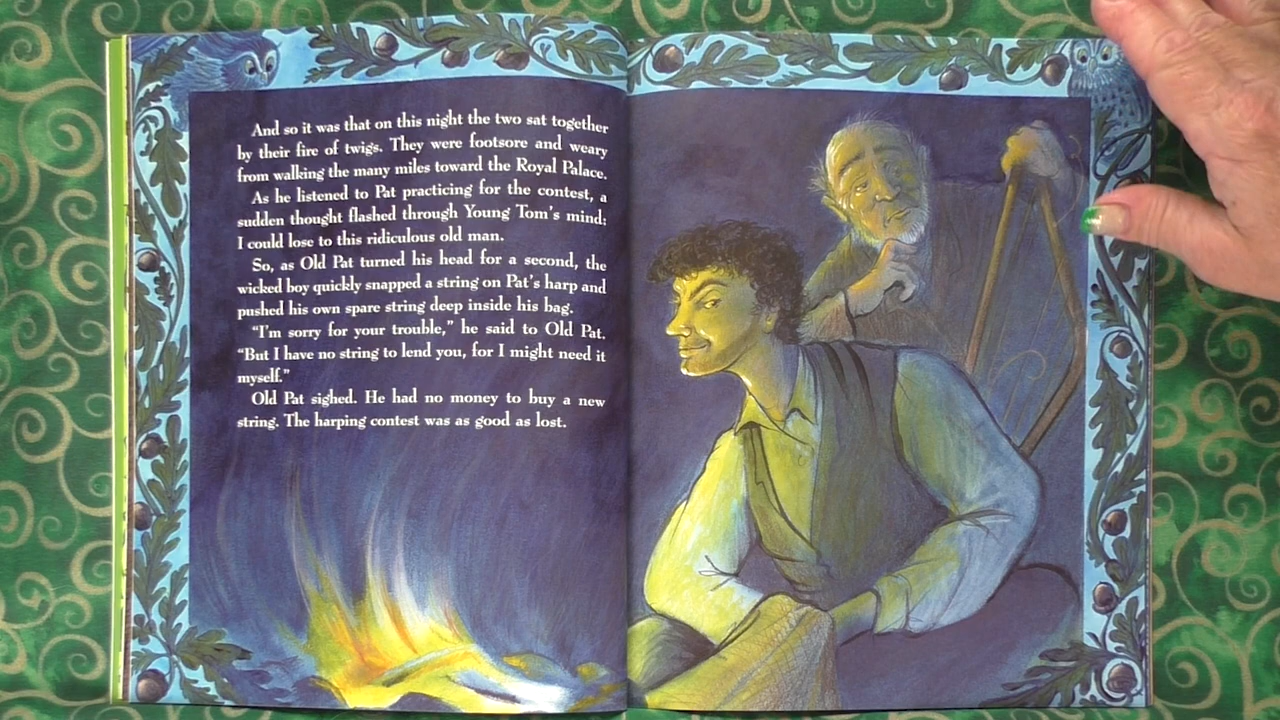 And so it was that on this night the two sat together
by their fire of twigs. They were footsore and weary
from walking the many miles toward the Royal Palace.
As he listened to Pat practicing for the contest, a
sudden thought flashed through Young Tom's mind:
I could lose to this ridiculous old man.
So, as Old Pat turned his head for a second, the
wicked boy quickly snapped a string on Pat's harp and
pushed his own spare string deep inside his bag.
"I'm sorry for your trouble," he said to Old Pat.
"But I have no string to lend you, for I might need it
myself."
Old Pat sighed. He had no money to buy a new
string. The harping contest was as good as lost.